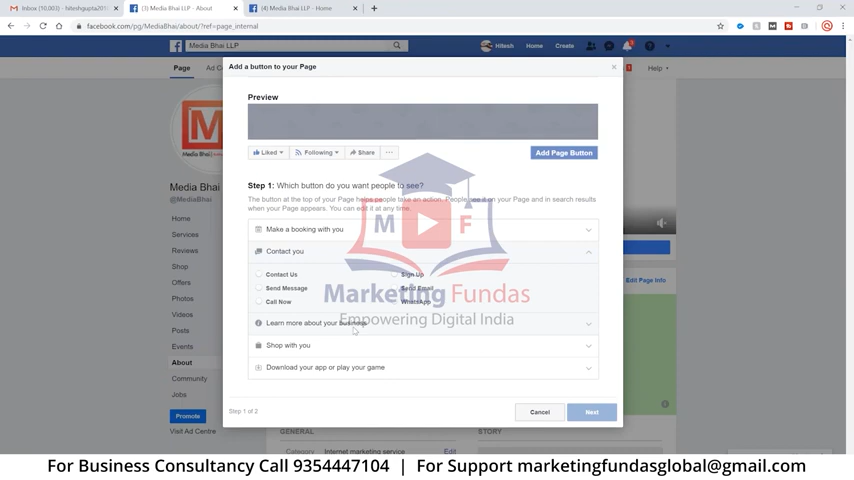 Inbox (10,003) - hiteshgupta201
(3) Media Bhai LLP - About
(4) Media Bhai LLP - Home
facebook.com/pg/MediaBhai/about/?ref=page_internal
Media Bhai LLP
Hitesh Home Create
Page Ad C
Help
Add a button to your Page
Preview
Liked Following Share ...
Add Page Button
Step 1: Which button do you want people to see?
The button at the top of your Page helps people take an action. People see it on your Page and in search results
when your Page appears. You can edit it at any time.
Make a booking with you
Contact you
Contact Us Sign Up
Send Message Send Email
Call Now WhatsApp
Learn more about your business
Shop with you
Download your app or play your game
Step 1 of 2
Cancel Next
M
Media Bhai
Media Bhai
@MediaBhai
Home
Services
Reviews
Shop
Offers
Photos
Videos
Posts
Events
About
Community
Jobs
Promote
Visit Ad Centre
Edit Page Info
GENERAL
STORY
Category Internet marketing service Edit
M F
Marketing Fundas
Empowering Digital India
For Business Consultancy Call 9354447104 | For Support marketingfundasglobal@gmail.com